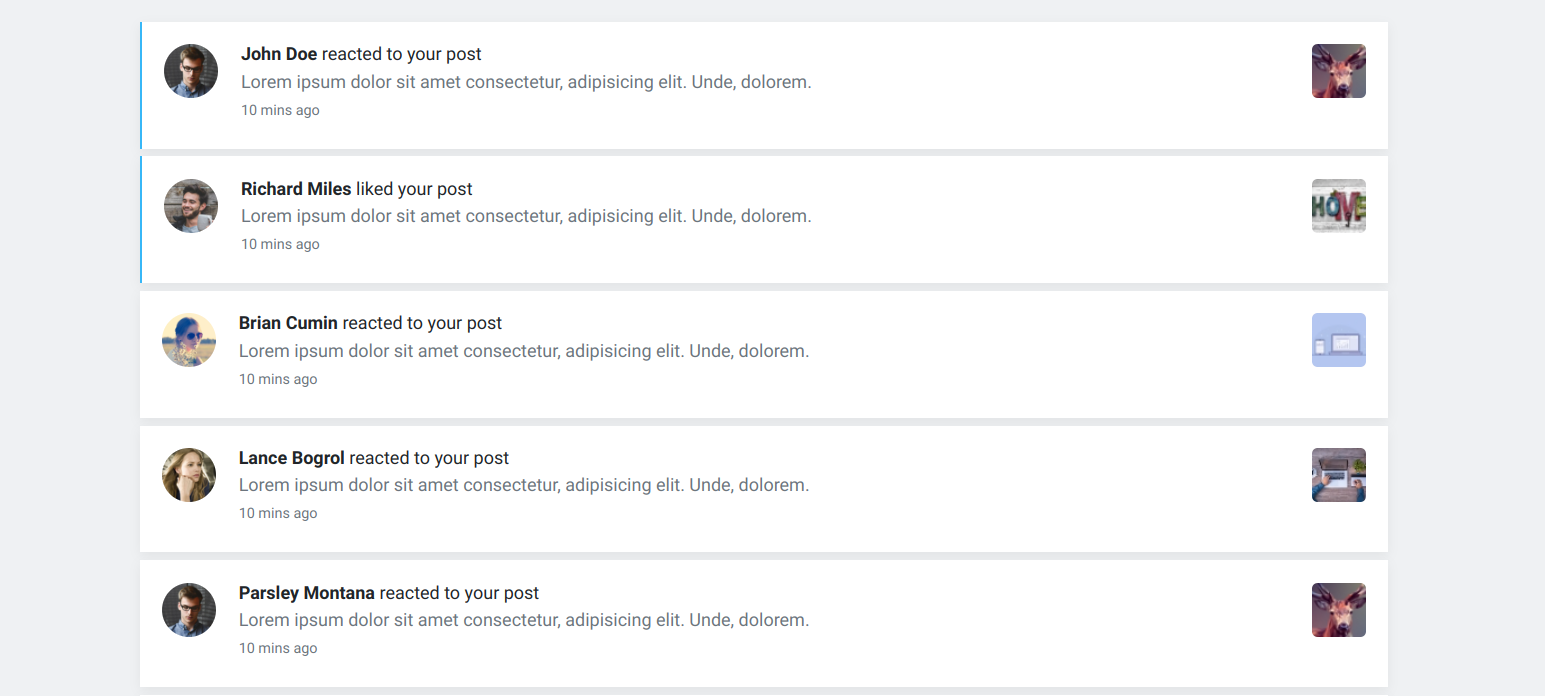 John Doe reacted to your post
Lorem ipsum dolor sit amet consectetur, adipisicing elit. Unde, dolorem.
10 mins ago
Richard Miles liked your post
Lorem ipsum dolor sit amet consectetur, adipisicing elit. Unde, dolorem.
10 mins ago
HOME
Brian Cumin reacted to your post
Lorem ipsum dolor sit amet consectetur, adipisicing elit. Unde, dolorem.
10 mins ago
Lance Bogrol reacted to your post
Lorem ipsum dolor sit amet consectetur, adipisicing elit. Unde, dolorem.
10 mins ago
Parsley Montana reacted to your post
Lorem ipsum dolor sit amet consectetur, adipisicing elit. Unde, dolorem.
10 mins ago